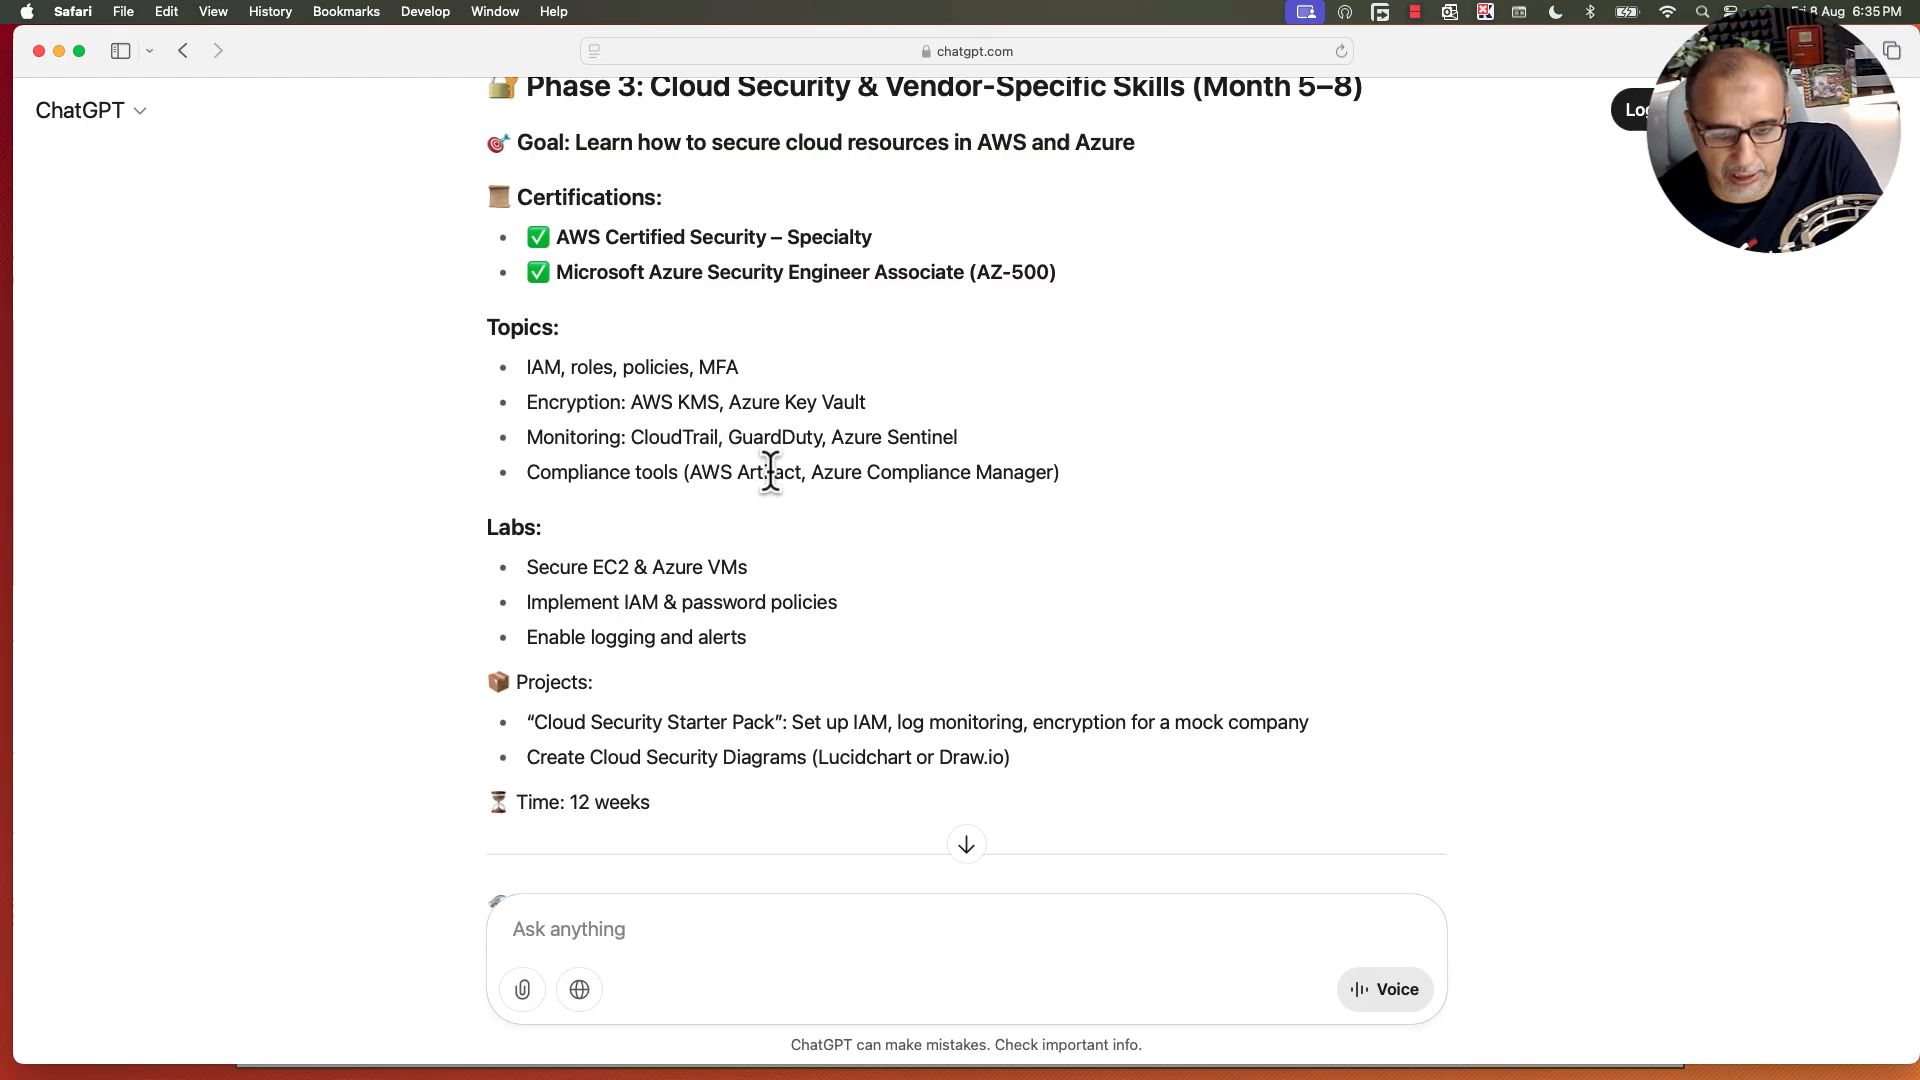 Safari File Edit View History Bookmarks Develop Window Help
8 Aug 6:35 PM
chatgpt.com
ChatGPT
🔐 Phase 3: Cloud Security & Vendor-Specific Skills (Month 5–8)
🎯 Goal: Learn how to secure cloud resources in AWS and Azure
📜 Certifications:
• ✅ AWS Certified Security – Specialty
• ✅ Microsoft Azure Security Engineer Associate (AZ-500)
Topics:
• IAM, roles, policies, MFA
• Encryption: AWS KMS, Azure Key Vault
• Monitoring: CloudTrail, GuardDuty, Azure Sentinel
• Compliance tools (AWS Artifact, Azure Compliance Manager)
Labs:
• Secure EC2 & Azure VMs
• Implement IAM & password policies
• Enable logging and alerts
📦 Projects:
• “Cloud Security Starter Pack”: Set up IAM, log monitoring, encryption for a mock company
• Create Cloud Security Diagrams (Lucidchart or Draw.io)
⏳ Time: 12 weeks
Ask anything
Voice
ChatGPT can make mistakes. Check important info.